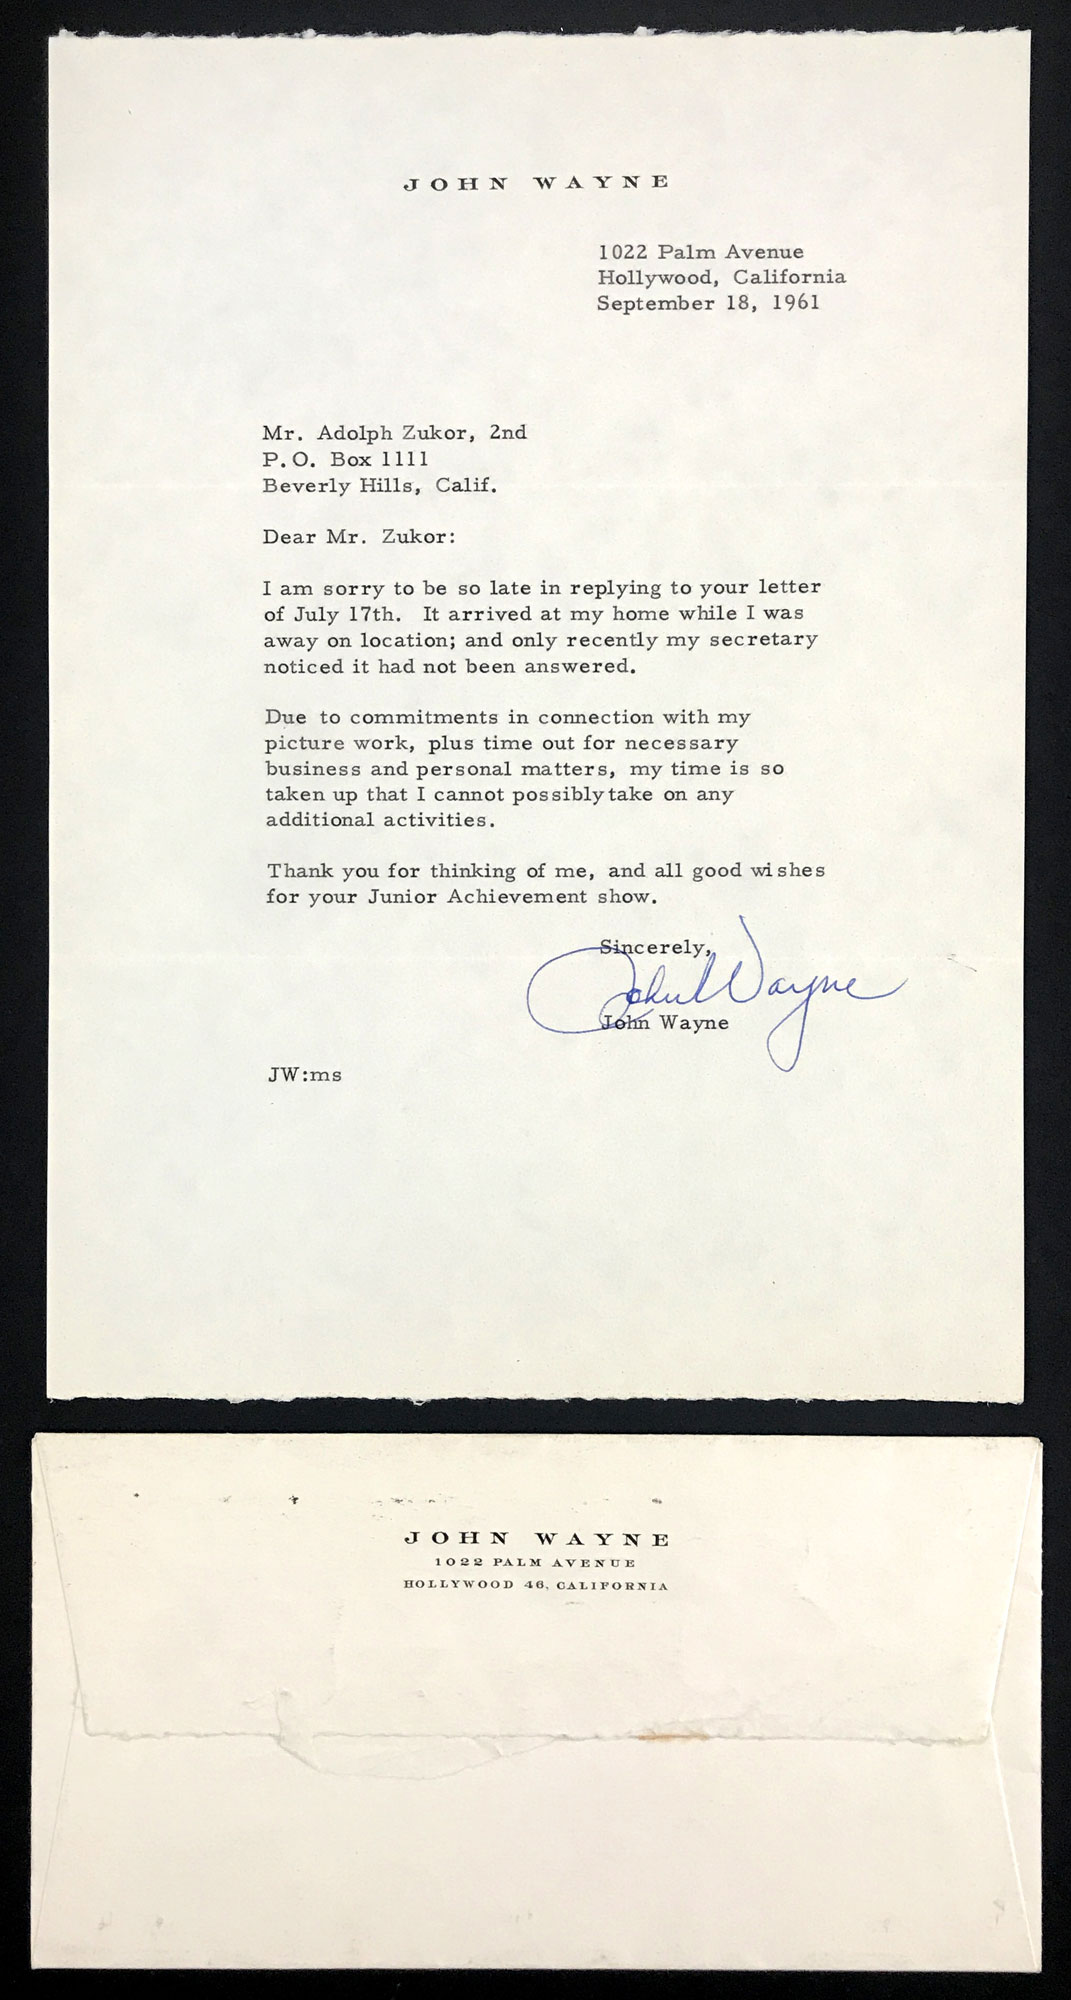 JOHN WAYNE
1022 Palm Avenue
Hollywood, California
September 18, 1961
Mr. Adolph Zukor, 2nd
P.O. Box 1111
Beverly Hills, Calif.
Dear Mr. Zukor:
I am sorry to be so late in replying to your letter
of July 17th. It arrived at my home while I was
away on location; and only recently my secretary
noticed it had not been answered.
Due to commitments in connection with my
picture work, plus time out for necessary
business and personal matters, my time is so
taken up that I cannot possibly take on any
additional activities.
Thank you for thinking of me, and all good wishes
for your Junior Achievement show.
Sincerely,
John Wayne
John Wayne
JW:ms
JOHN WAYNE
1022 PALM AVENUE
HOLLYWOOD 46, CALIFORNIA